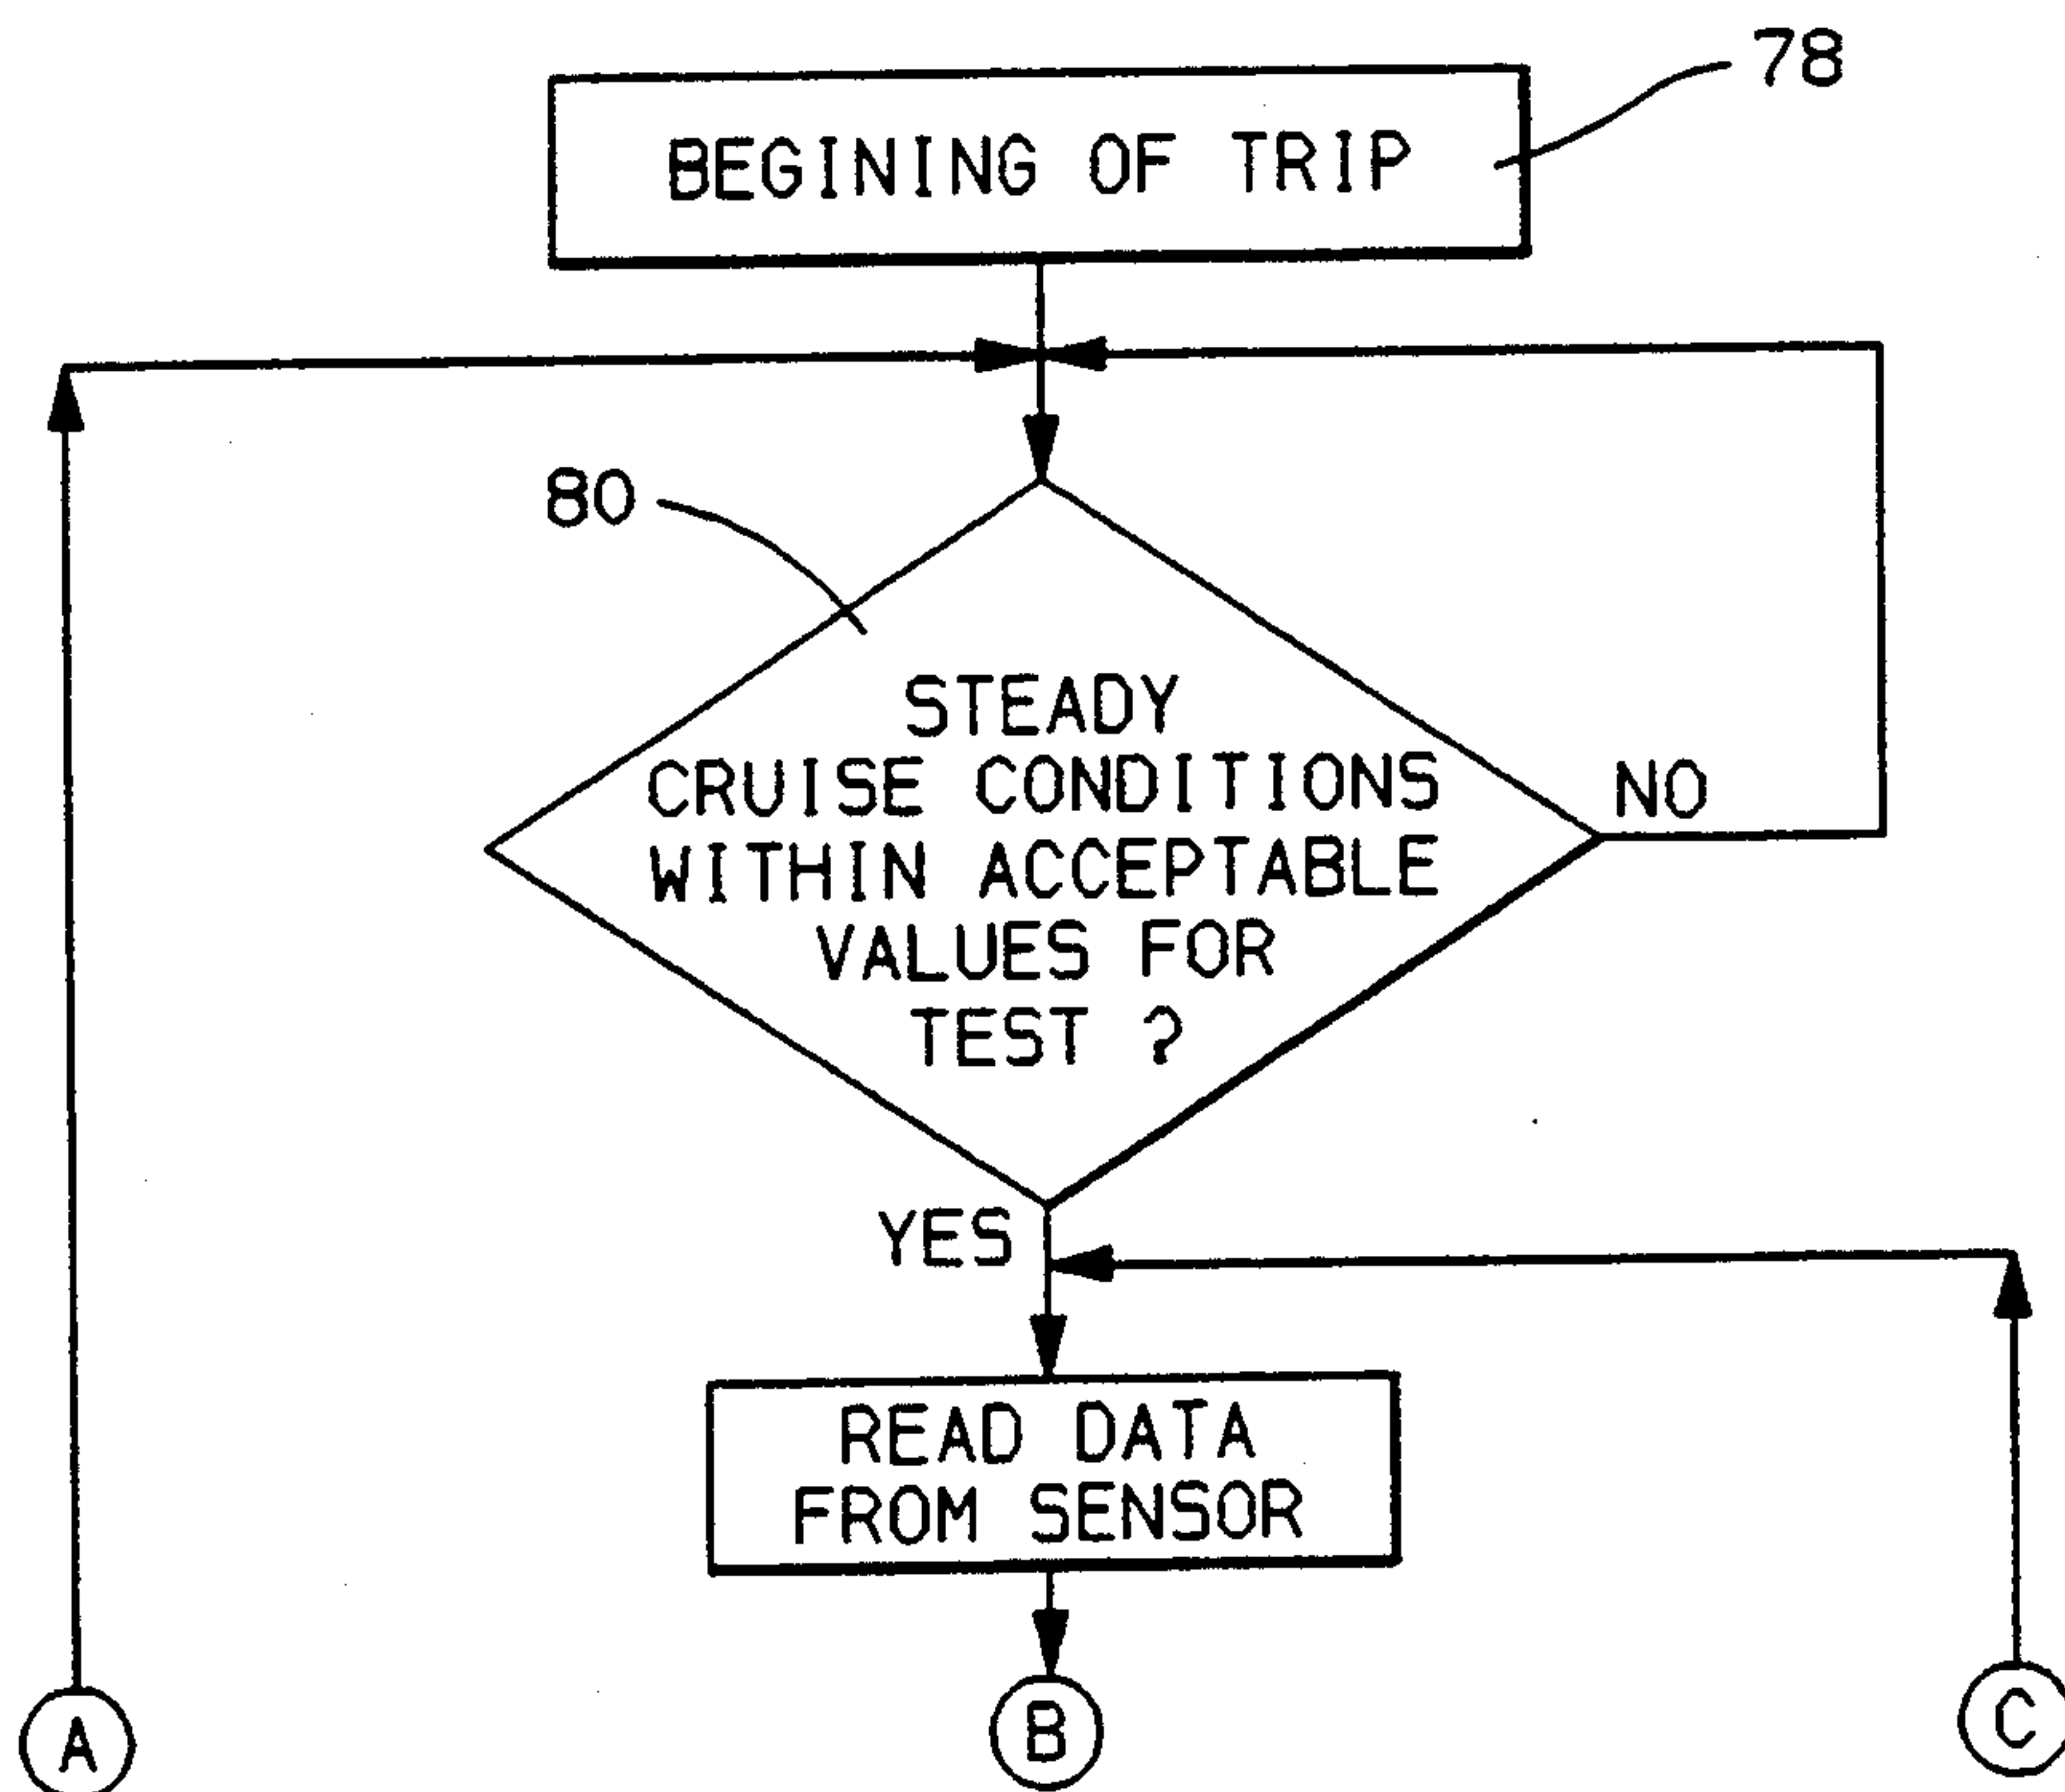 78
BEGINING OF TRIP
80
STEADY
CRUISE CONDITIONS
WITHIN ACCEPTABLE
VALUES FOR
TEST ?
NO
YES
READ DATA
FROM SENSOR
A
B
C